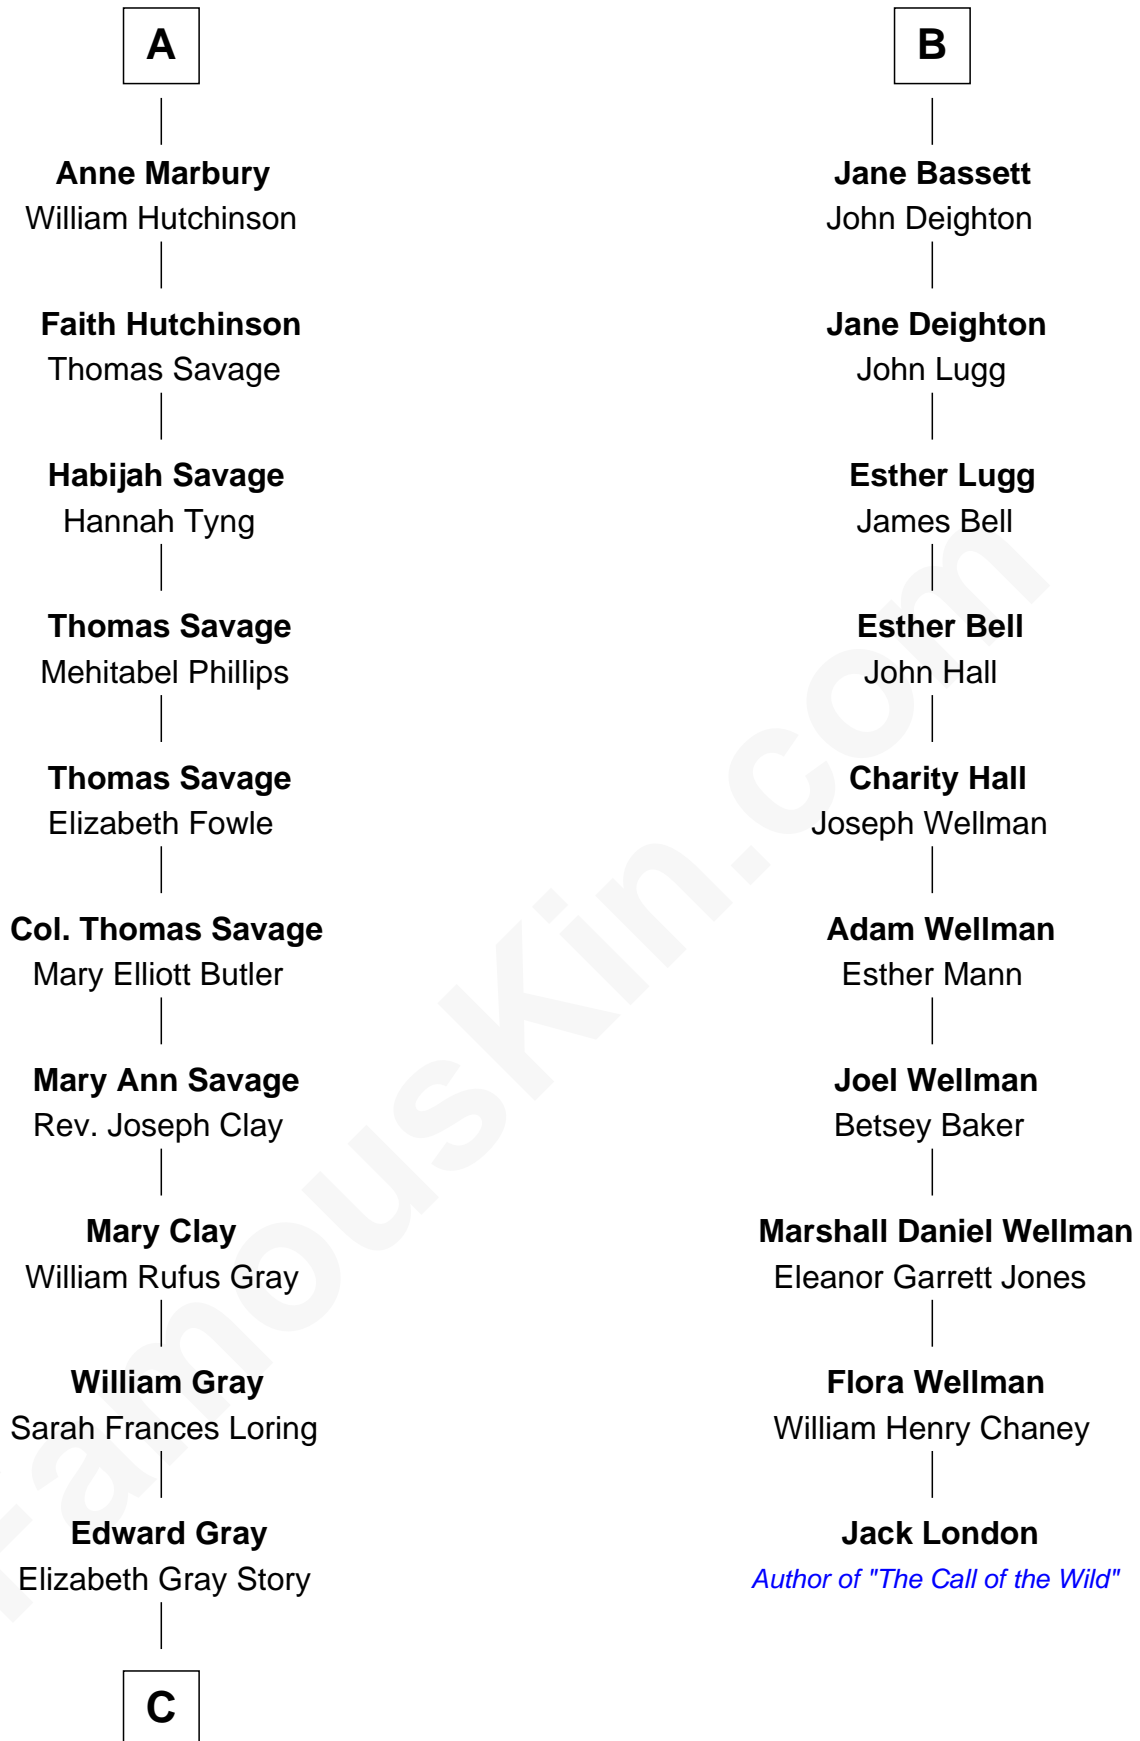 A
Anne Marbury
William Hutchinson
Faith Hutchinson
Thomas Savage
Habijah Savage
Hannah Tyng
Thomas Savage
Mehitabel Phillips
Thomas Savage
Elizabeth Fowle
Col. Thomas Savage
Mary Elliott Butler
Mary Ann Savage
Rev. Joseph Clay
Mary Clay
William Rufus Gray
William Gray
Sarah Frances Loring
Edward Gray
Elizabeth Gray Story
C
B
Jane Bassett
John Deighton
Jane Deighton
John Lugg
Esther Lugg
James Bell
Esther Bell
John Hall
Charity Hall
Joseph Wellman
Adam Wellman
Esther Mann
Joel Wellman
Betsey Baker
Marshall Daniel Wellman
Eleanor Garrett Jones
Flora Wellman
William Henry Chaney
Jack London
Author of "The Call of the Wild"
FamousKin.com